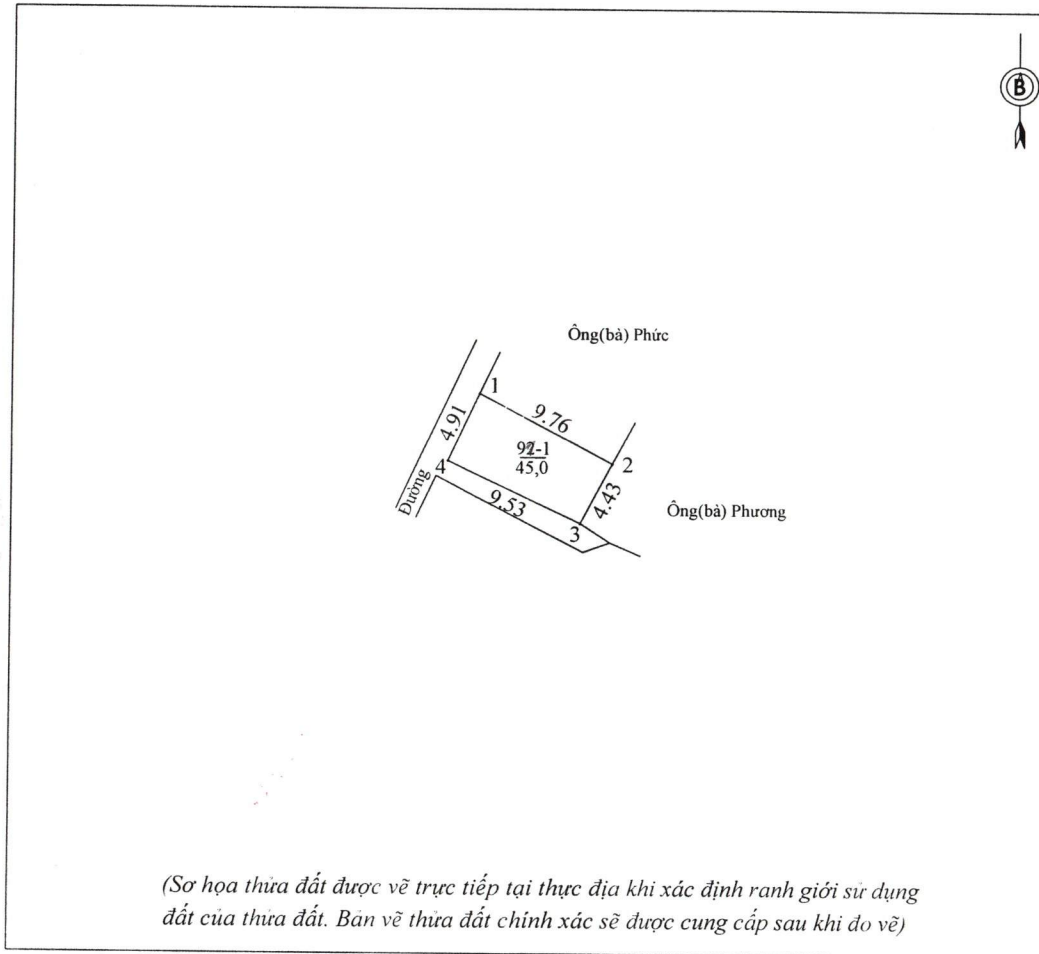 B
Ông(bà) Phức
1
9.76
4.91
2
45,0
4
4.43
Đường
9.53
Ông(bà) Phương
3
(Sơ họa thửa đất được vẽ trực tiếp tại thực địa khi xác định ranh giới sử dụng
đất của thửa đất. Bản vẽ thửa đất chính xác sẽ được cung cấp sau khi đo vẽ)